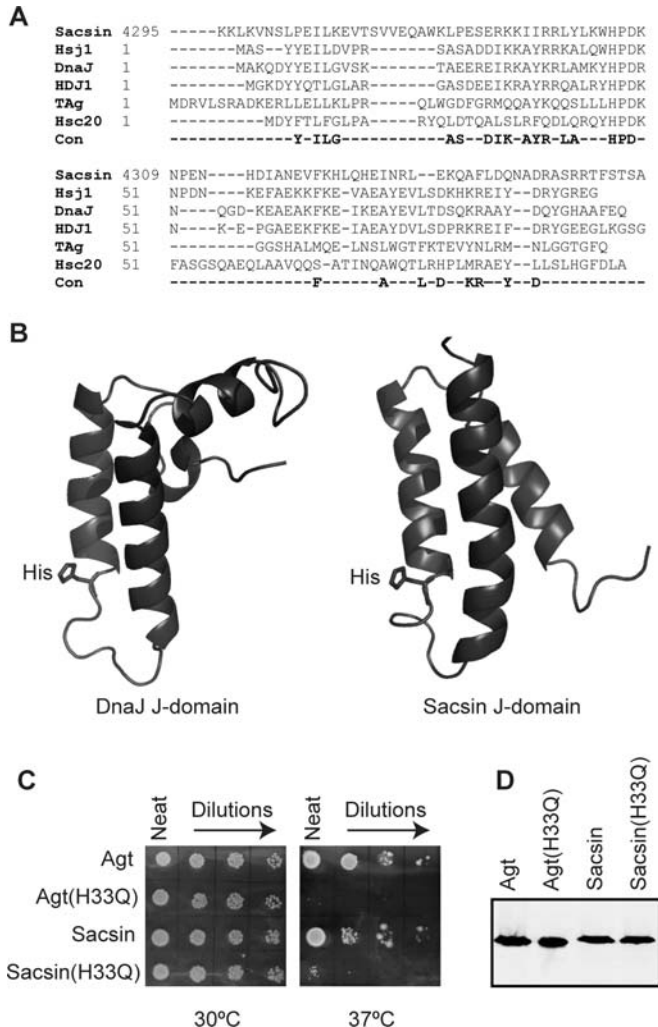 A
Sacsin 4295 -----KKLKVNSLPEILKEVTSVVEQAWKLPESERKKIIRRLYLKWHPDK
Hsj1 1 -------MAS--YYEILDVPR------SASADDIKKAYRRKALQWHPDK
DnaJ 1 -------MAKQDYYEILGVSK------TAEEREIRKAYKRLAMKYHPDK
HDJ1 1 -------MGKDYYQTLGLAR-------GASDEEIKRAYRRQALRYHPDK
TAg 1 MDRVLSRADKERLLELLKLPR------QLWGDFGRMQQAYKQQSLLLHPDK
Hsc20 1 -------MDYFTLFGLPA------RYQLDTQALSLRFQDLQRQYHPDK
Con -------------Y-ILG-----------AS--DIK-AYR-LA---HPD-
Sacsin 4309 NPEN-----HDIANEVFKHLQHEINRL--EKQAFLDQNADRASRRTFSTSA
Hsj1 51 NPDN-----KEFAEKKFKE-VAEAYEVLSDKHKREIY--DRYGREG
DnaJ 51 N---QGD-KEAEAKFKE-IKEAYEVLTDSQKRAAY--DQYGHAAFEQ
HDJ1 51 N---K-E-PGAEEKFKE-IAEAYDVLSDPRKREIF--DRYGEEGLKGSG
TAg 51 -------GGSHALMQE-LNSLWGTFKTEVYNLRM--NLGGTGFQ
Hsc20 51 FASGSQAEQLAAVQQS-ATINQAWQTLRHPLMRAEY--LLSLHGFDLA
Con ---------------F------A---L-D--KR--Y--D-----------
B
His
His
DnaJ J-domain
Sacsin J-domain
C
Neat
Dilutions
Neat
Dilutions
Agt
Agt(H33Q)
Sacsin
Sacsin(H33Q)
30ºC
37ºC
D
Agt
Agt(H33Q)
Sacsin
Sacsin(H33Q)